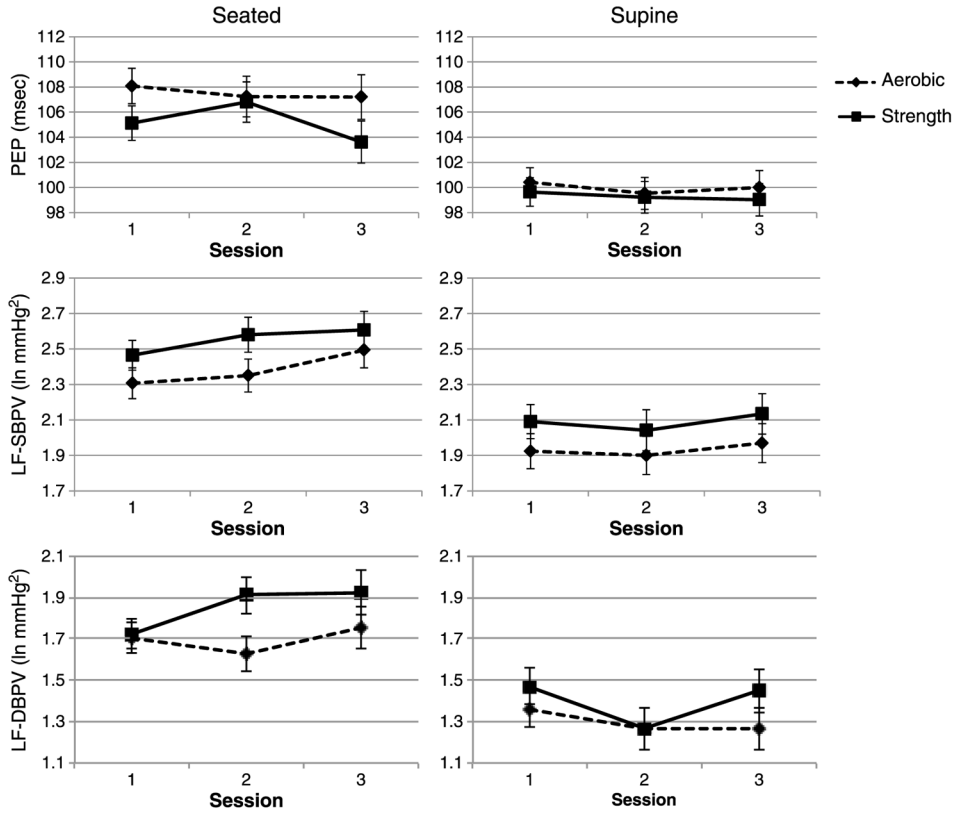 Seated
Supine
PEP (msec)
112
110
108
106
104
102
100
98
1 2 3
Session
112
110
108
106
104
102
100
98
1 2 3
Session
Aerobic
Strength
LF-SBPV (ln mmHg²)
2.9
2.7
2.5
2.3
2.1
1.9
1.7
1 2 3
Session
2.9
2.7
2.5
2.3
2.1
1.9
1.7
1 2 3
Session
LF-DBPV (ln mmHg²)
2.1
1.9
1.7
1.5
1.3
1.1
1 2 3
Session
2.1
1.9
1.7
1.5
1.3
1.1
1 2 3
Session